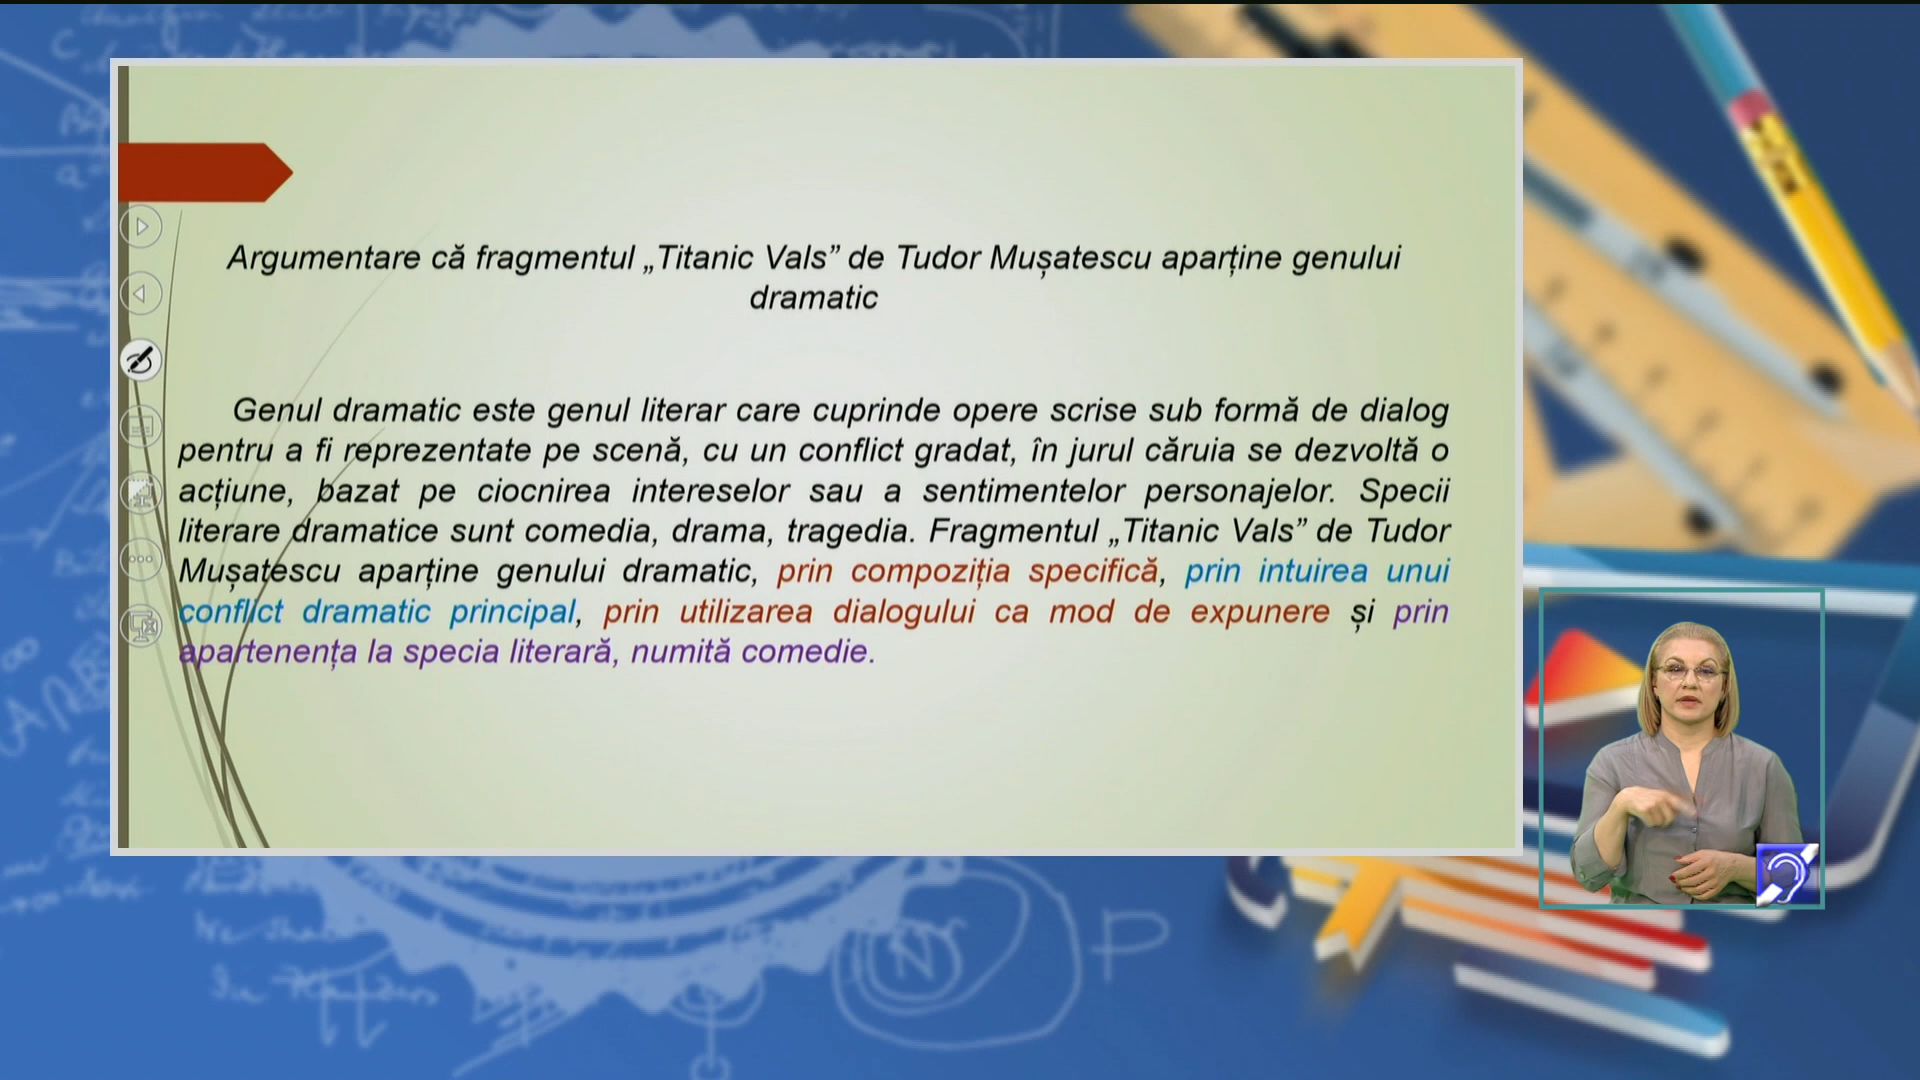 Argumentare că fragmentul „Titanic Vals” de Tudor Mușatescu aparține genului
dramatic
Genul dramatic este genul literar care cuprinde opere scrise sub formă de dialog
pentru a fi reprezentate pe scenă, cu un conflict gradat, în jurul căruia se dezvoltă o
acțiune, bazat pe ciocnirea intereselor sau a sentimentelor personajelor. Specii
literare dramatice sunt comedia, drama, tragedia. Fragmentul „Titanic Vals” de Tudor
Mușatescu aparține genului dramatic, prin compoziția specifică, prin intuirea unui
conflict dramatic principal, prin utilizarea dialogului ca mod de expunere și prin
apartenența la specia literară, numită comedie.
N
P